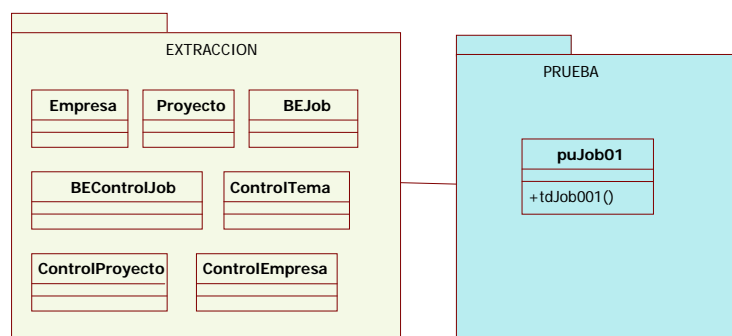 EXTRACCION
Empresa
Proyecto
BEJob
BEControlJob
ControlTema
ControlProyecto
ControlEmpresa
PRUEBA
puJob01
+tdJob001()